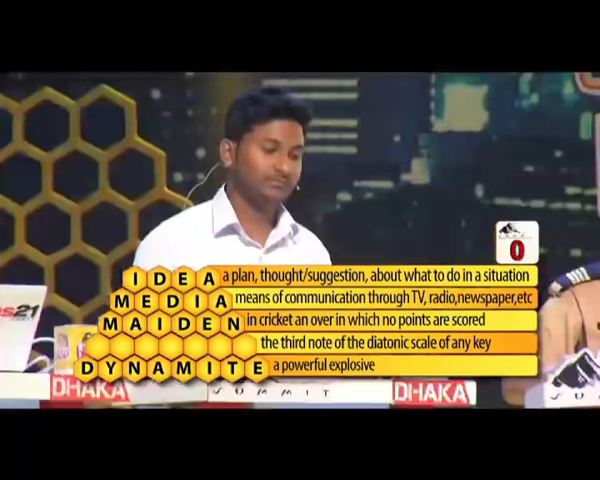 0
IDEA a plan, thought/suggestion, about what to do in a situation
MEDIA means of communication through TV, radio,newspaper,etc
MAIDEN in cricket an over in which no points are scored
the third note of the diatonic scale of any key
DYNAMITE a powerful explosive
DHAKA SUMMIT DHAKA